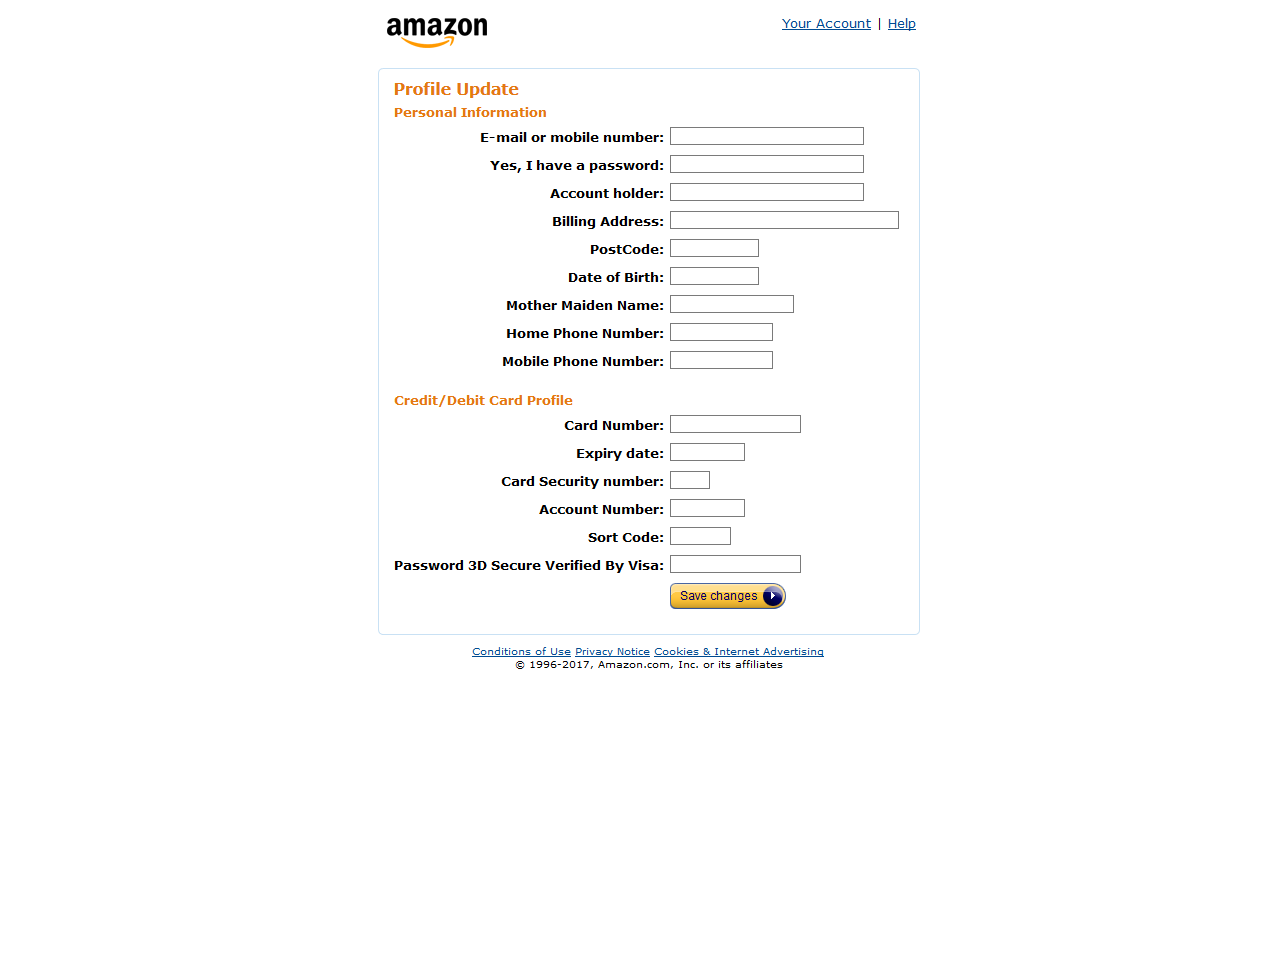 amazon
Your Account | Help
Profile Update
Personal Information
E-mail or mobile number:
Yes, I have a password:
Account holder:
Billing Address:
PostCode:
Date of Birth:
Mother Maiden Name:
Home Phone Number:
Mobile Phone Number:
Credit/Debit Card Profile
Card Number:
Expiry date:
Card Security number:
Account Number:
Sort Code:
Password 3D Secure Verified By Visa:
Save changes
Conditions of Use Privacy Notice Cookies & Internet Advertising
© 1996-2017, Amazon.com, Inc. or its affiliates